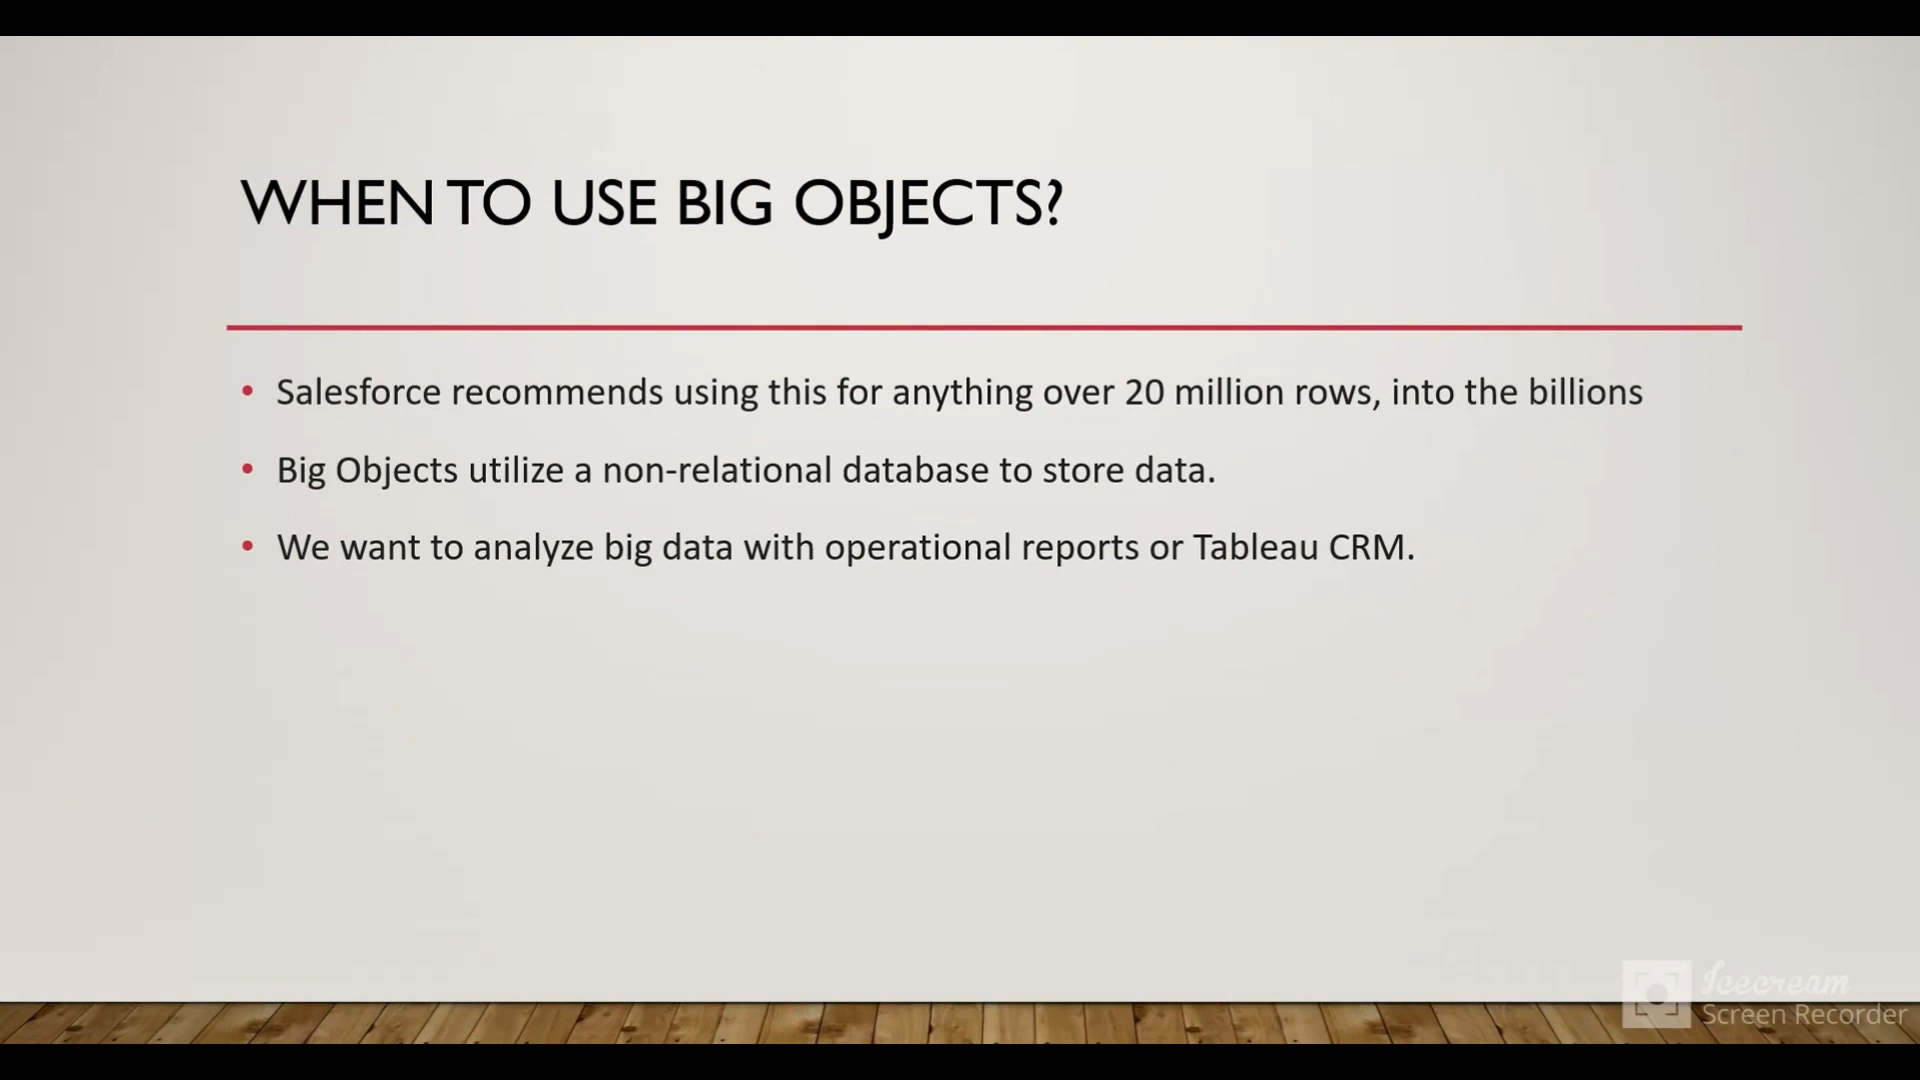 WHEN TO USE BIG OBJECTS?
• Salesforce recommends using this for anything over 20 million rows, into the billions
• Big Objects utilize a non-relational database to store data.
• We want to analyze big data with operational reports or Tableau CRM.
Icecream
Screen Recorder